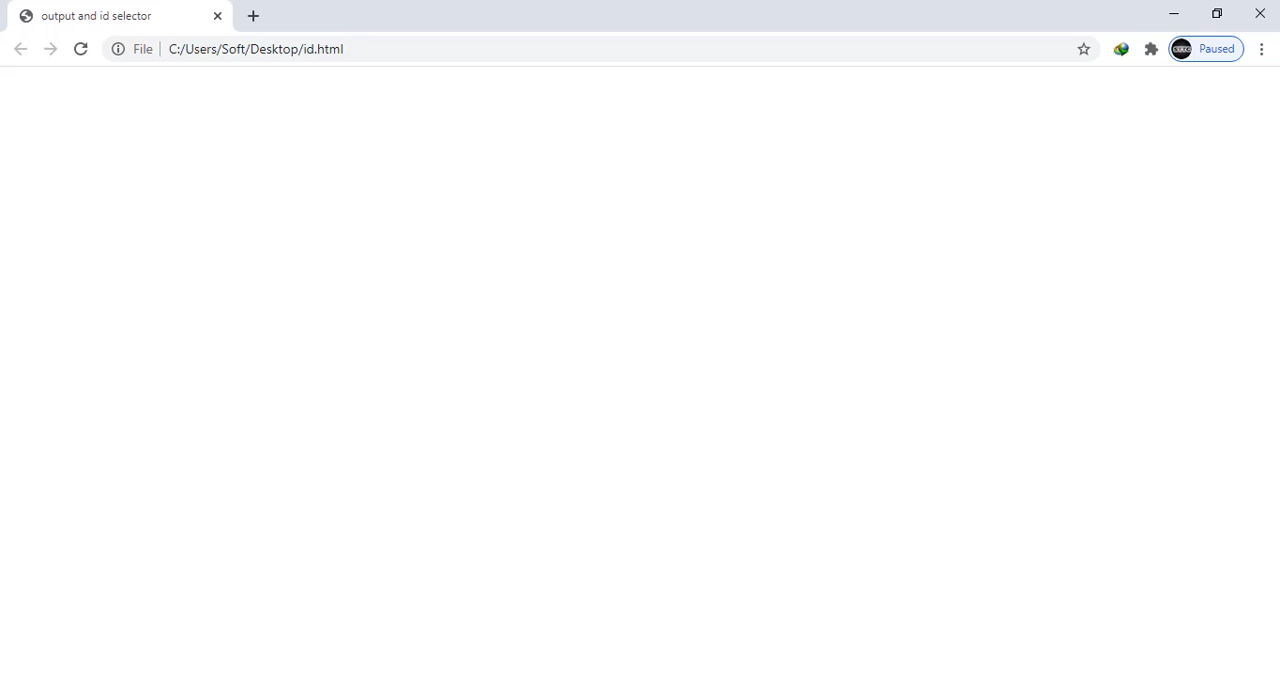 output and id selector
File C:/Users/Soft/Desktop/id.html Paused